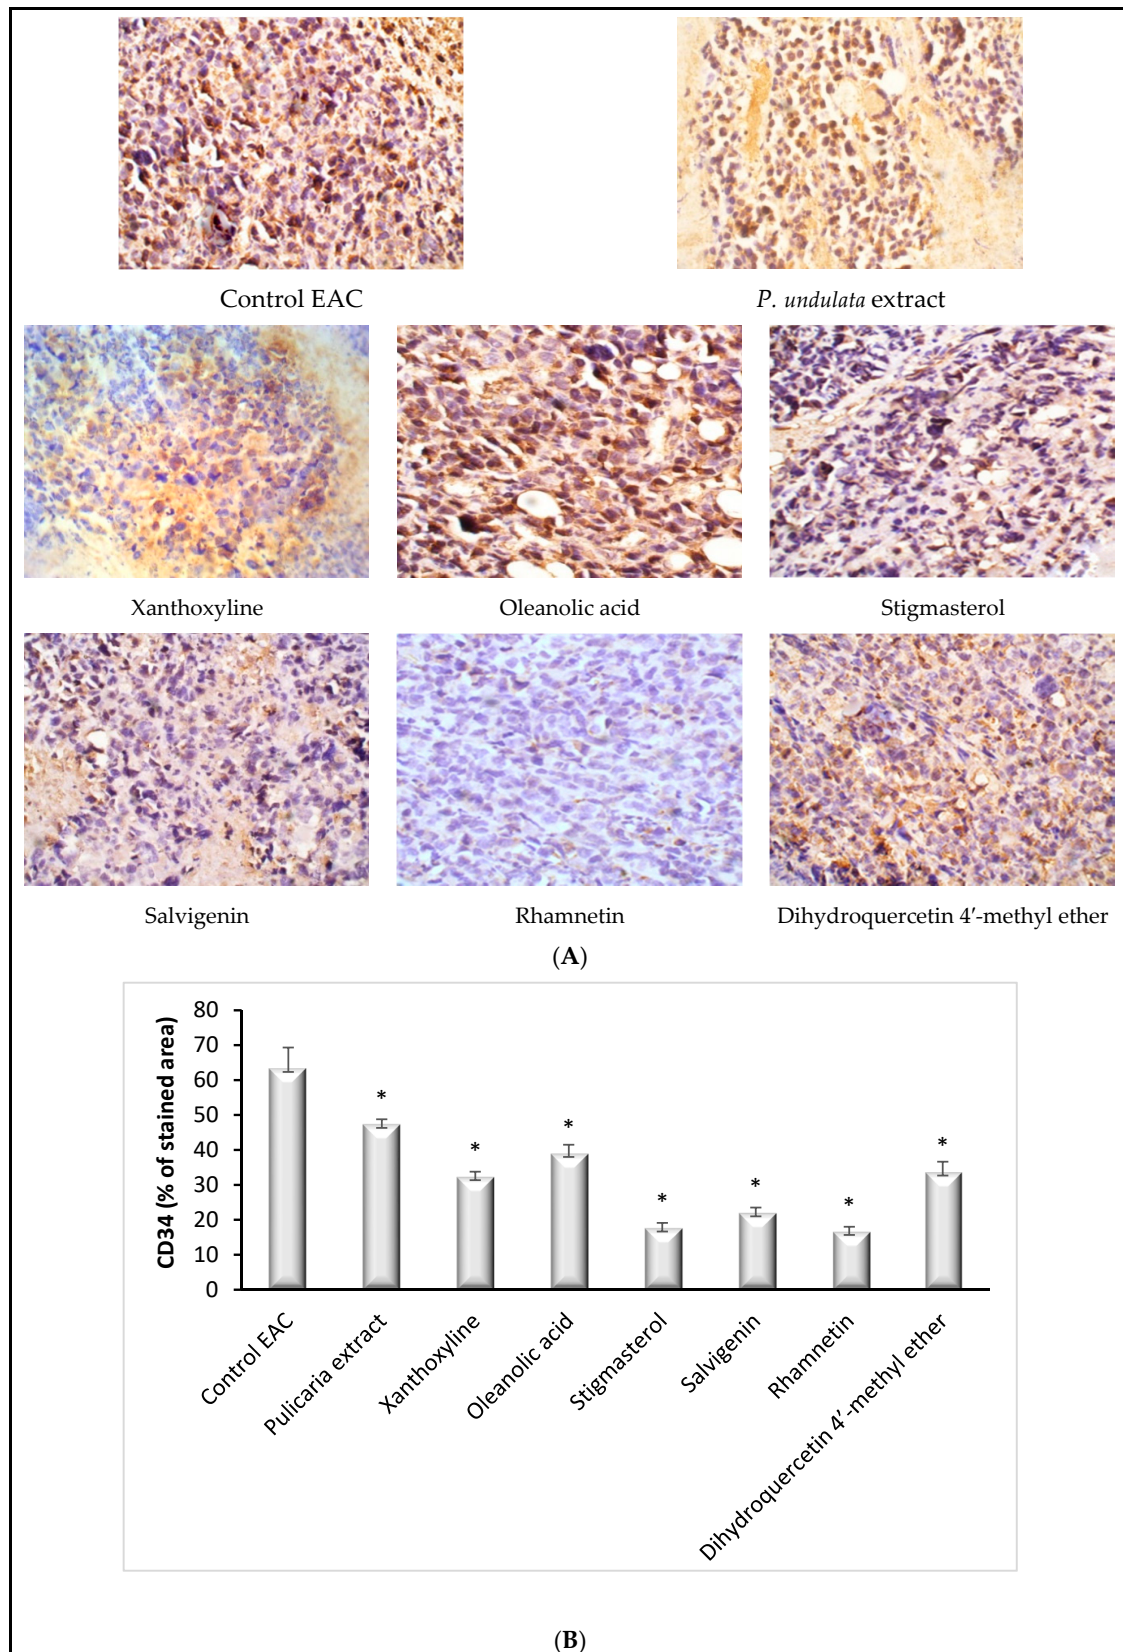 Control EAC
P. undulata extract
Xanthoxyline
Oleanolic acid
Stigmasterol
Salvigenin
Rhamnetin
Dihydroquercetin 4′-methyl ether
(A)
CD34 (% of stained area)
80
70
60
50
40
30
20
10
0
*
*
*
*
*
*
*
Control EAC
Pulicaria extract
Xanthoxyline
Oleanolic acid
Stigmasterol
Salvigenin
Rhamnetin
Dihydroquercetin 4′-methyl ether
(B)